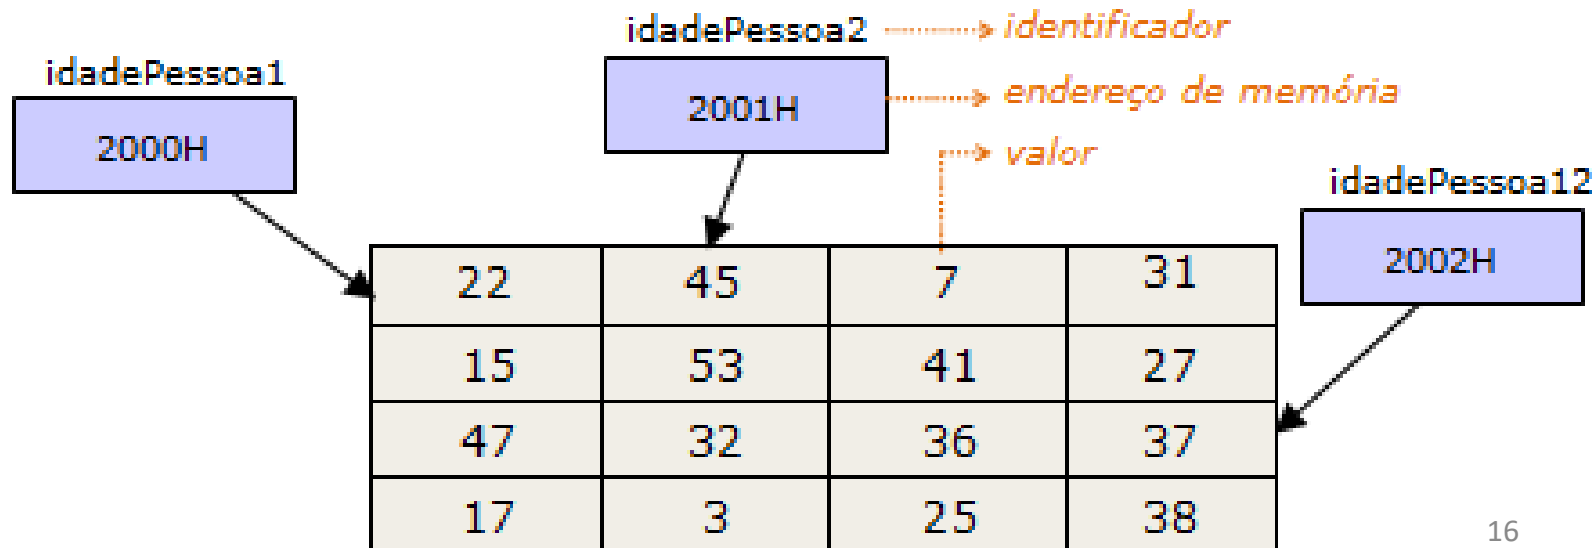 idadePessoa2 identificador
idadePessoa1
2001H endereço de memória
2000H
valor
idadePessoa12
2002H
22 45 7 31
15 53 41 27
47 32 36 37
17 3 25 38
16